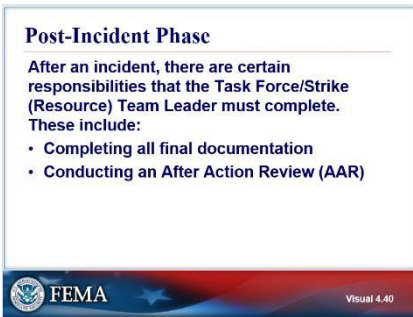 Post-Incident Phase
After an incident, there are certain
responsibilities that the Task Force/Strike
(Resource) Team Leader must complete.
These include:
• Completing all final documentation
• Conducting an After Action Review (AAR)
FEMA
Visual 4.40